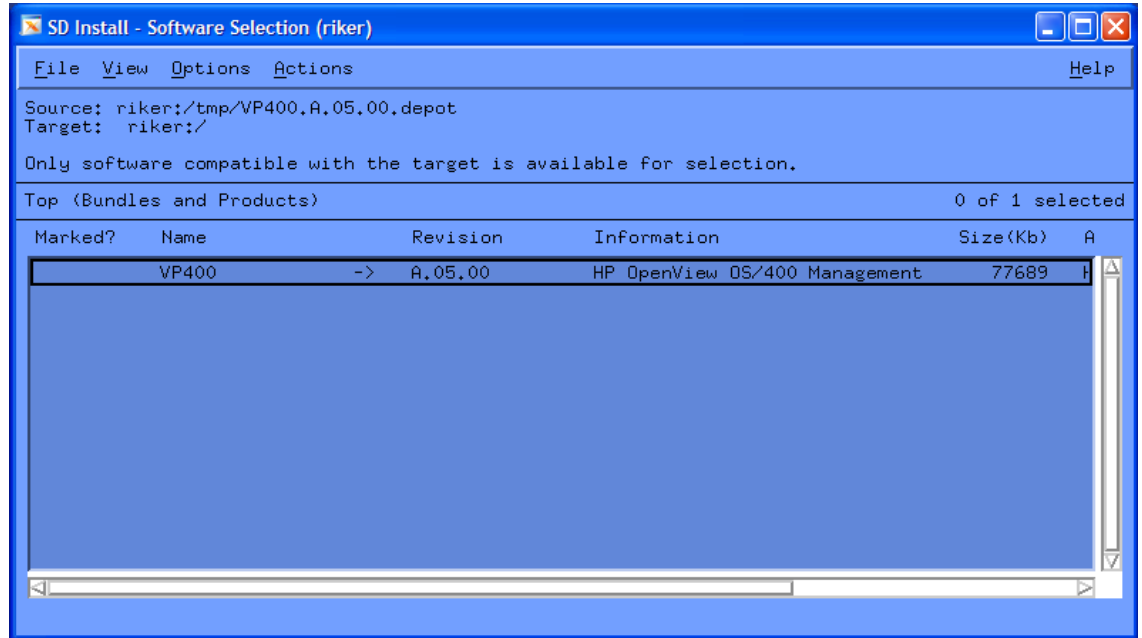 SD Install - Software Selection (riker)
File View Options Actions Help
Source: riker:/tmp/VP400.A.05.00.depot
Target: riker:/
Only software compatible with the target is available for selection.
Top (Bundles and Products) 0 of 1 selected
Marked? Name Revision Information Size(Kb) A
VP400 -> A.05.00 HP OpenView OS/400 Management 77689